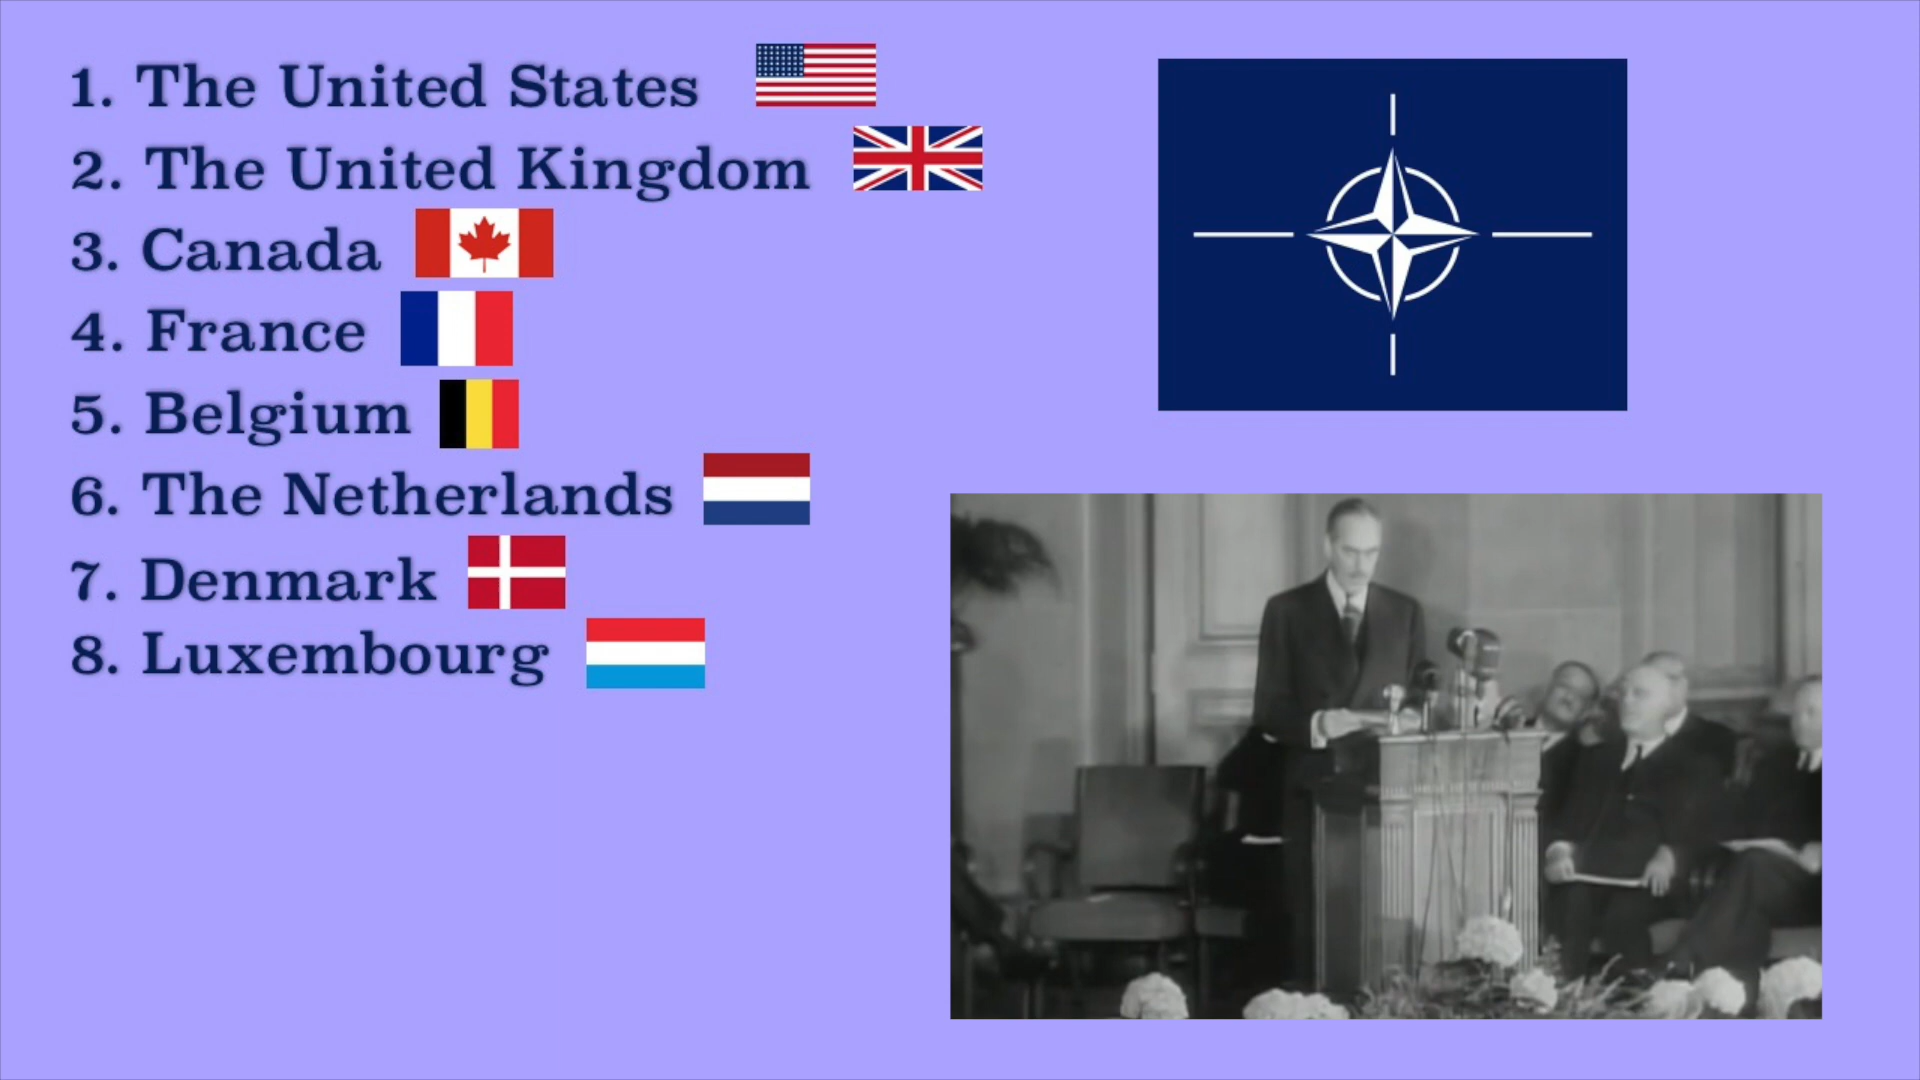 1. The United States
2. The United Kingdom
3. Canada
4. France
5. Belgium
6. The Netherlands
7. Denmark
8. Luxembourg